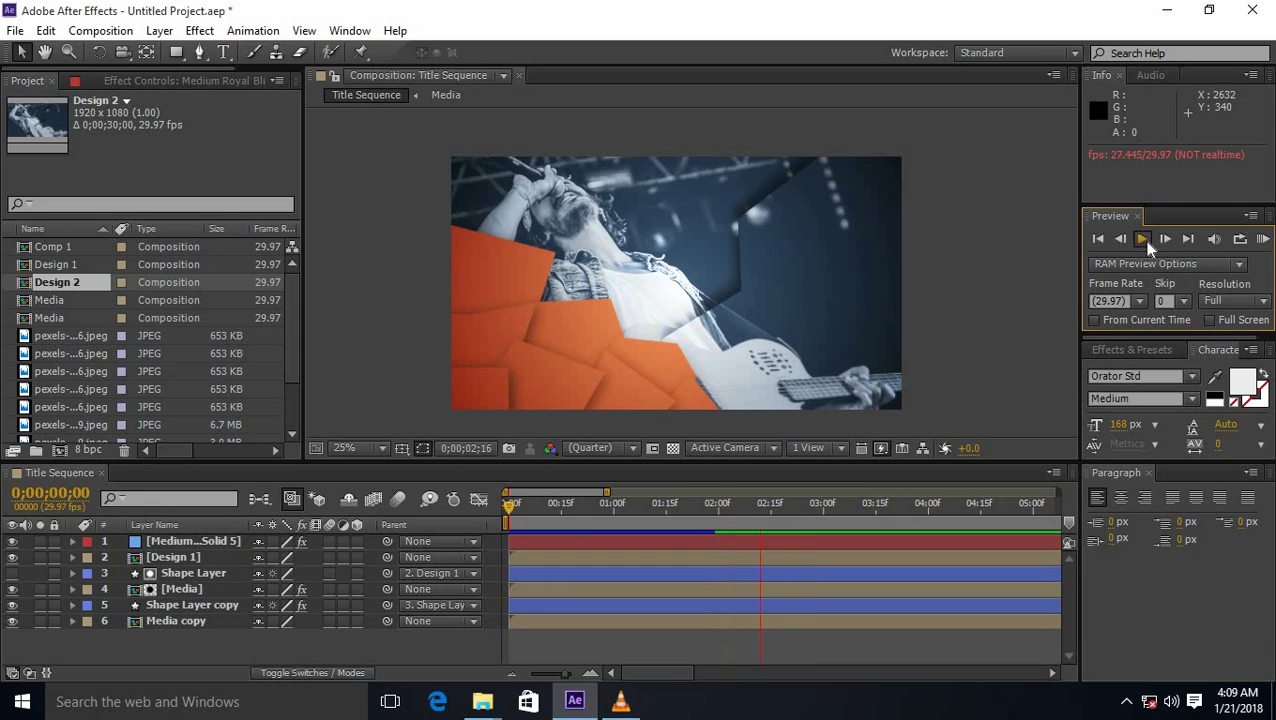 Adobe After Effects - Untitled Project.aep *
File Edit Composition Layer Effect Animation View Window Help
Workspace: Standard Search Help
Project Effect Controls: Medium Royal Bl
Composition: Title Sequence
Info Audio
Title Sequence Media
Design 2
1920 x 1080 (1.00)
Δ 0;00;30;00, 29.97 fps
R :
G :
B :
A : 0
X : 2632
Y : 340
fps: 27.445/29.97 (NOT realtime)
Preview
RAM Preview Options
Frame Rate Skip Resolution
(29.97) 0 Full
From Current Time Full Screen
Name Type Size Frame R...
Comp 1 Composition 29.97
Design 1 Composition 29.97
Design 2 Composition 29.97
Media Composition 29.97
Media Composition 29.97
pexels-...6.jpeg JPEG 653 KB
pexels-...6.jpeg JPEG 653 KB
pexels-...6.jpeg JPEG 653 KB
pexels-...6.jpeg JPEG 653 KB
pexels-...6.jpeg JPEG 653 KB
pexels-...9.jpeg JPEG 6.7 MB
8 bpc
Effects & Presets Characte
Orator Std
Medium
168 px Auto
Metrics 0
25% 0;00;02;16 (Quarter) Active Camera 1 View +0.0
Title Sequence
Paragraph
0;00;00;00
00000 (29.97 fps)
00:15f 01:00f 01:15f 02:00f 02:15f 03:00f 03:15f 04:00f 04:15f 05:00f
# Layer Name fx Parent
1 [Medium...Solid 5] fx None
2 [Design 1] None
3 Shape Layer 2. Design 1
4 [Media] fx None
5 Shape Layer copy 3. Shape Lay
6 Media copy None
0 px 0 px 0 px
0 px 0 px
Toggle Switches / Modes
Search the web and Windows
Ae
4:09 AM
1/21/2018